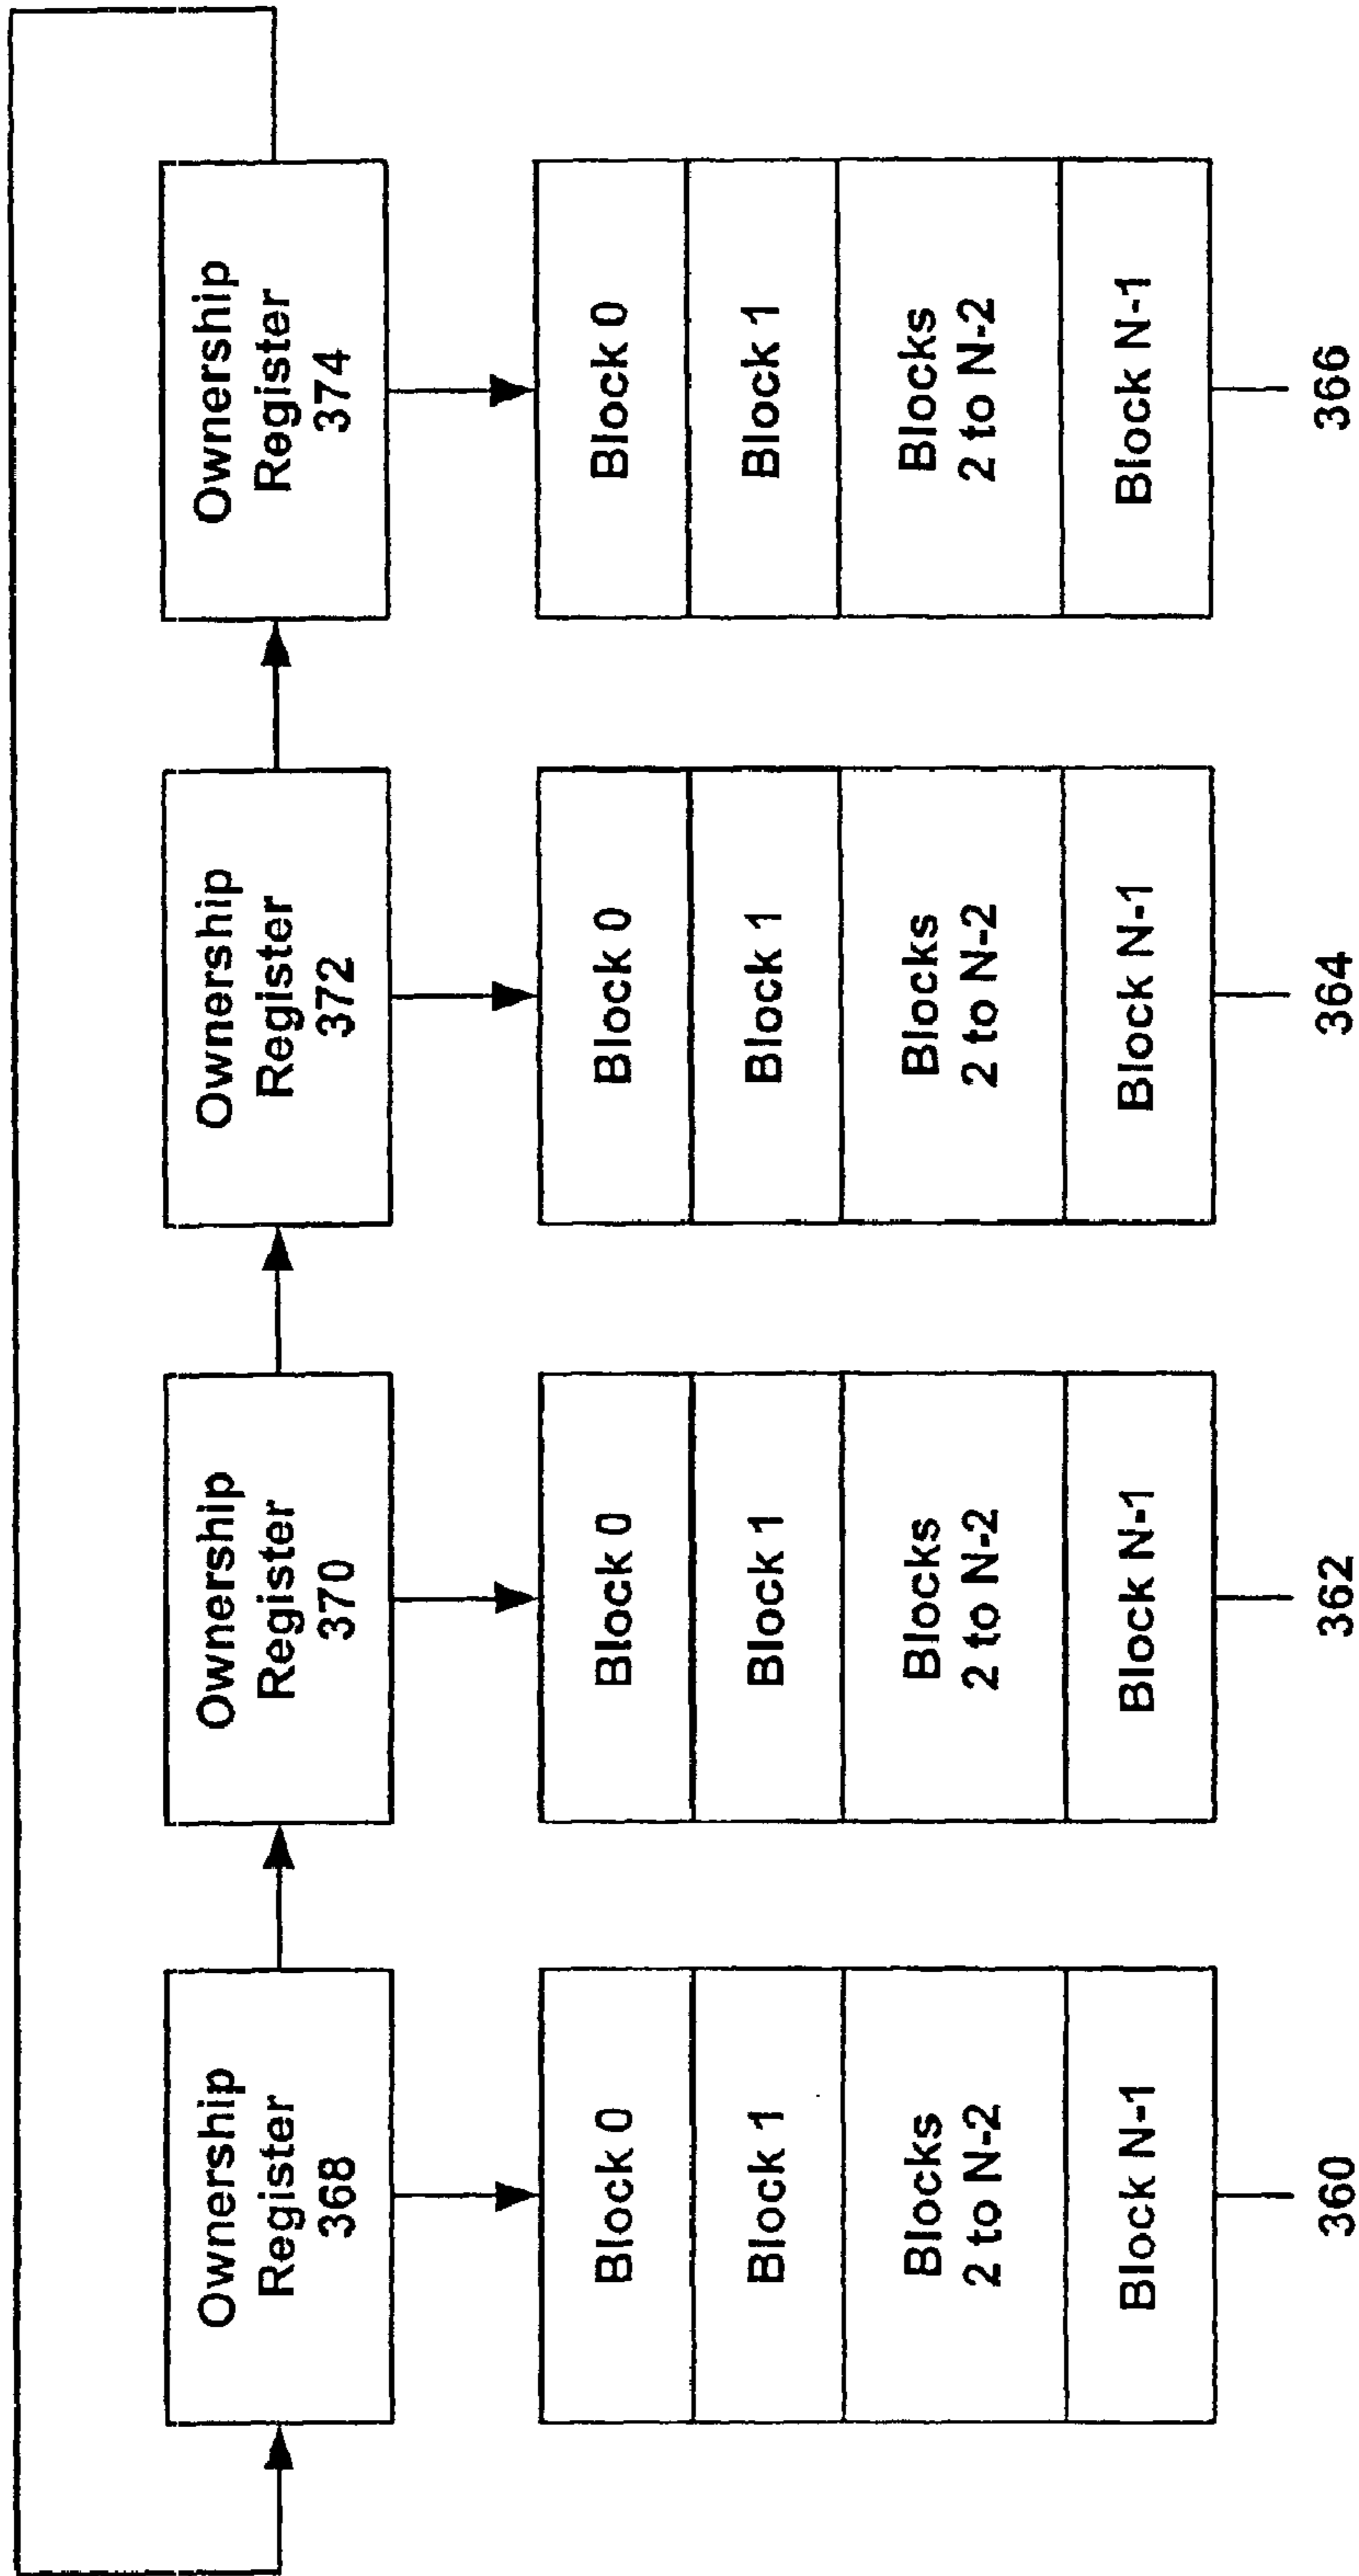 Ownership
Register
368
Ownership
Register
370
Ownership
Register
372
Ownership
Register
374
Block 0
Block 1
Blocks
2 to N-2
Block N-1
360
Block 0
Block 1
Blocks
2 to N-2
Block N-1
362
Block 0
Block 1
Blocks
2 to N-2
Block N-1
364
Block 0
Block 1
Blocks
2 to N-2
Block N-1
366